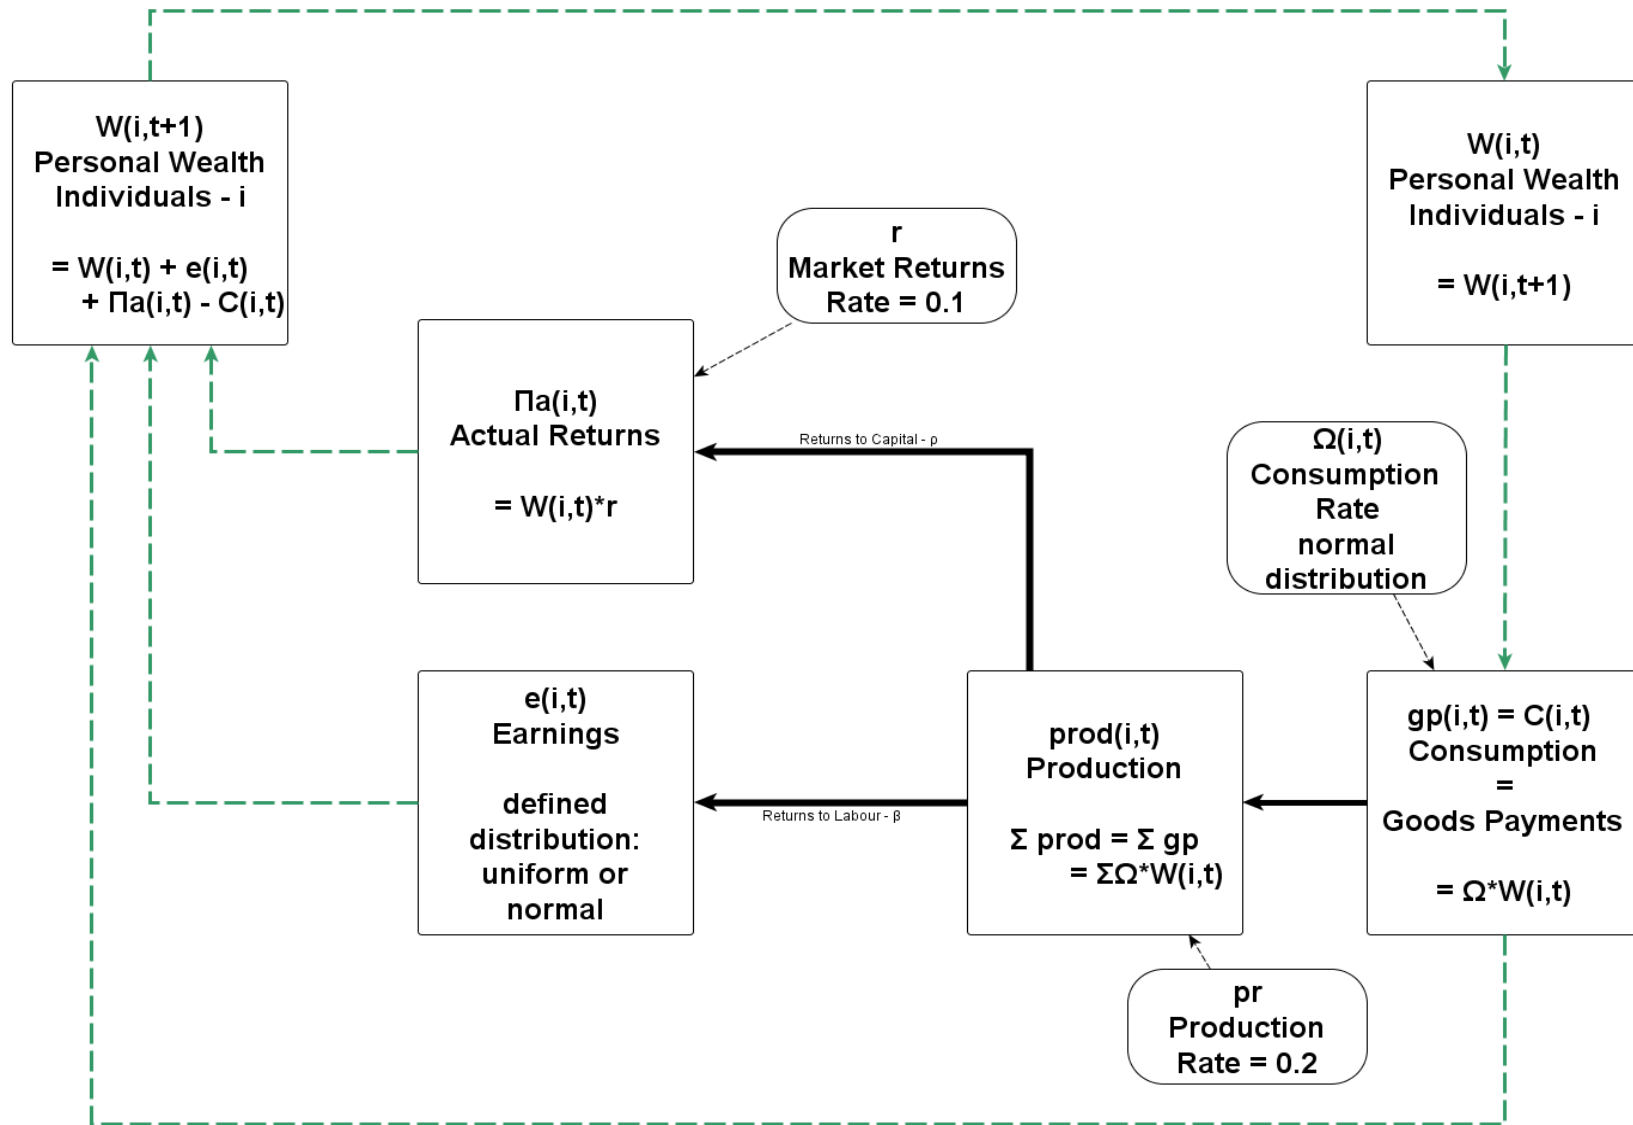 W(i,t+1)
Personal Wealth
Individuals - i
= W(i,t) + e(i,t)
+ Πa(i,t) - C(i,t)
W(i,t)
Personal Wealth
Individuals - i
= W(i,t+1)
r
Market Returns
Rate = 0.1
Πa(i,t)
Actual Returns
= W(i,t)*r
Returns to Capital - ρ
Ω(i,t)
Consumption
Rate
normal
distribution
e(i,t)
Earnings
defined
distribution:
uniform or
normal
Returns to Labour - β
prod(i,t)
Production
Σ prod = Σ gp
= ΣΩ*W(i,t)
gp(i,t) = C(i,t)
Consumption
=
Goods Payments
= Ω*W(i,t)
pr
Production
Rate = 0.2